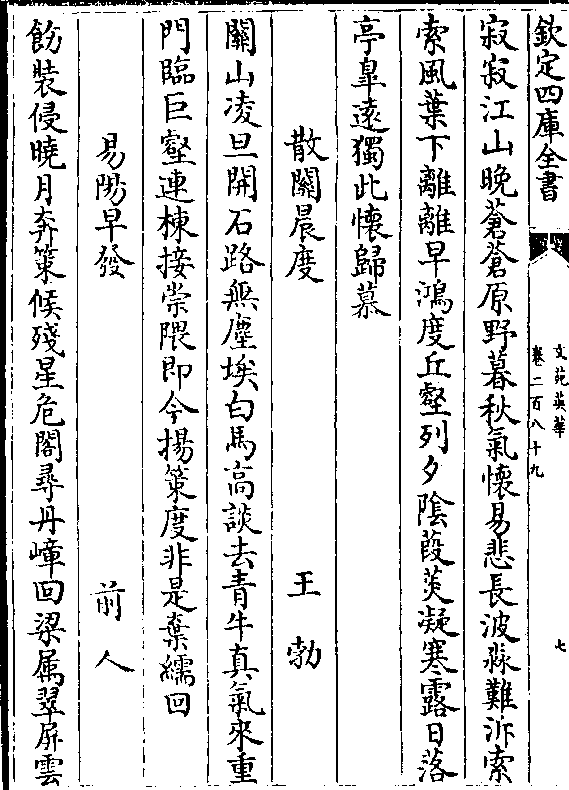 欽定四庫全書
文苑英華
卷二百八十九
七
寂寂江山晚蒼蒼原野暮秋氣懷易悲長波淼難泝索
索風葉下離離早鴻度丘壑列夕陰葭菼凝寒露日落
亭臯遠獨此懷歸慕
散關晨度 王勃
關山凌旦開石路無塵埃白馬高談去青牛真氣來重
門臨巨壑連棟接崇隈即今揚策度非是棄繻回
易陽早發 前人
飭裝侵曉月奔策候殘星危閣尋丹嶂回梁属翠屏雲